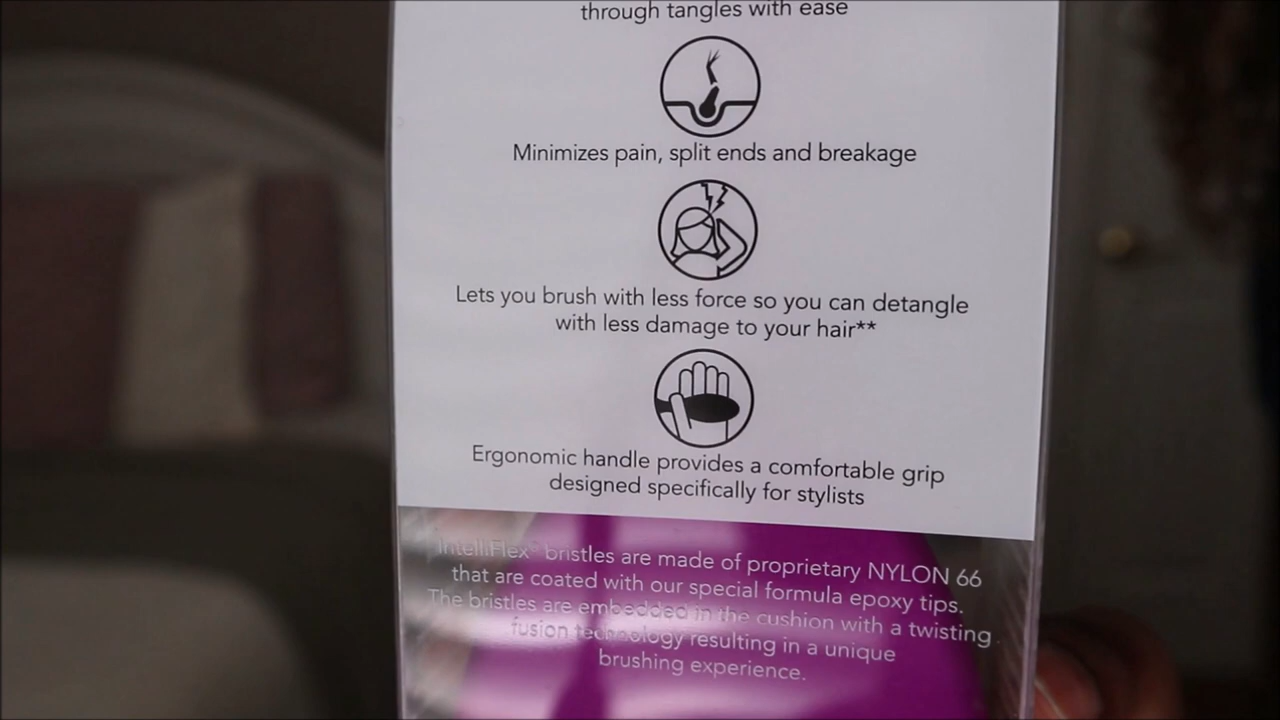 through tangles with ease
Minimizes pain, split ends and breakage
Lets you brush with less force so you can detangle
with less damage to your hair**
Ergonomic handle provides a comfortable grip
designed specifically for stylists
IntelliFlex® bristles are made of proprietary NYLON 66
that are coated with our special formula epoxy tips.
The bristles are embedded in the cushion with a twisting
fusion technology resulting in a unique
brushing experience.